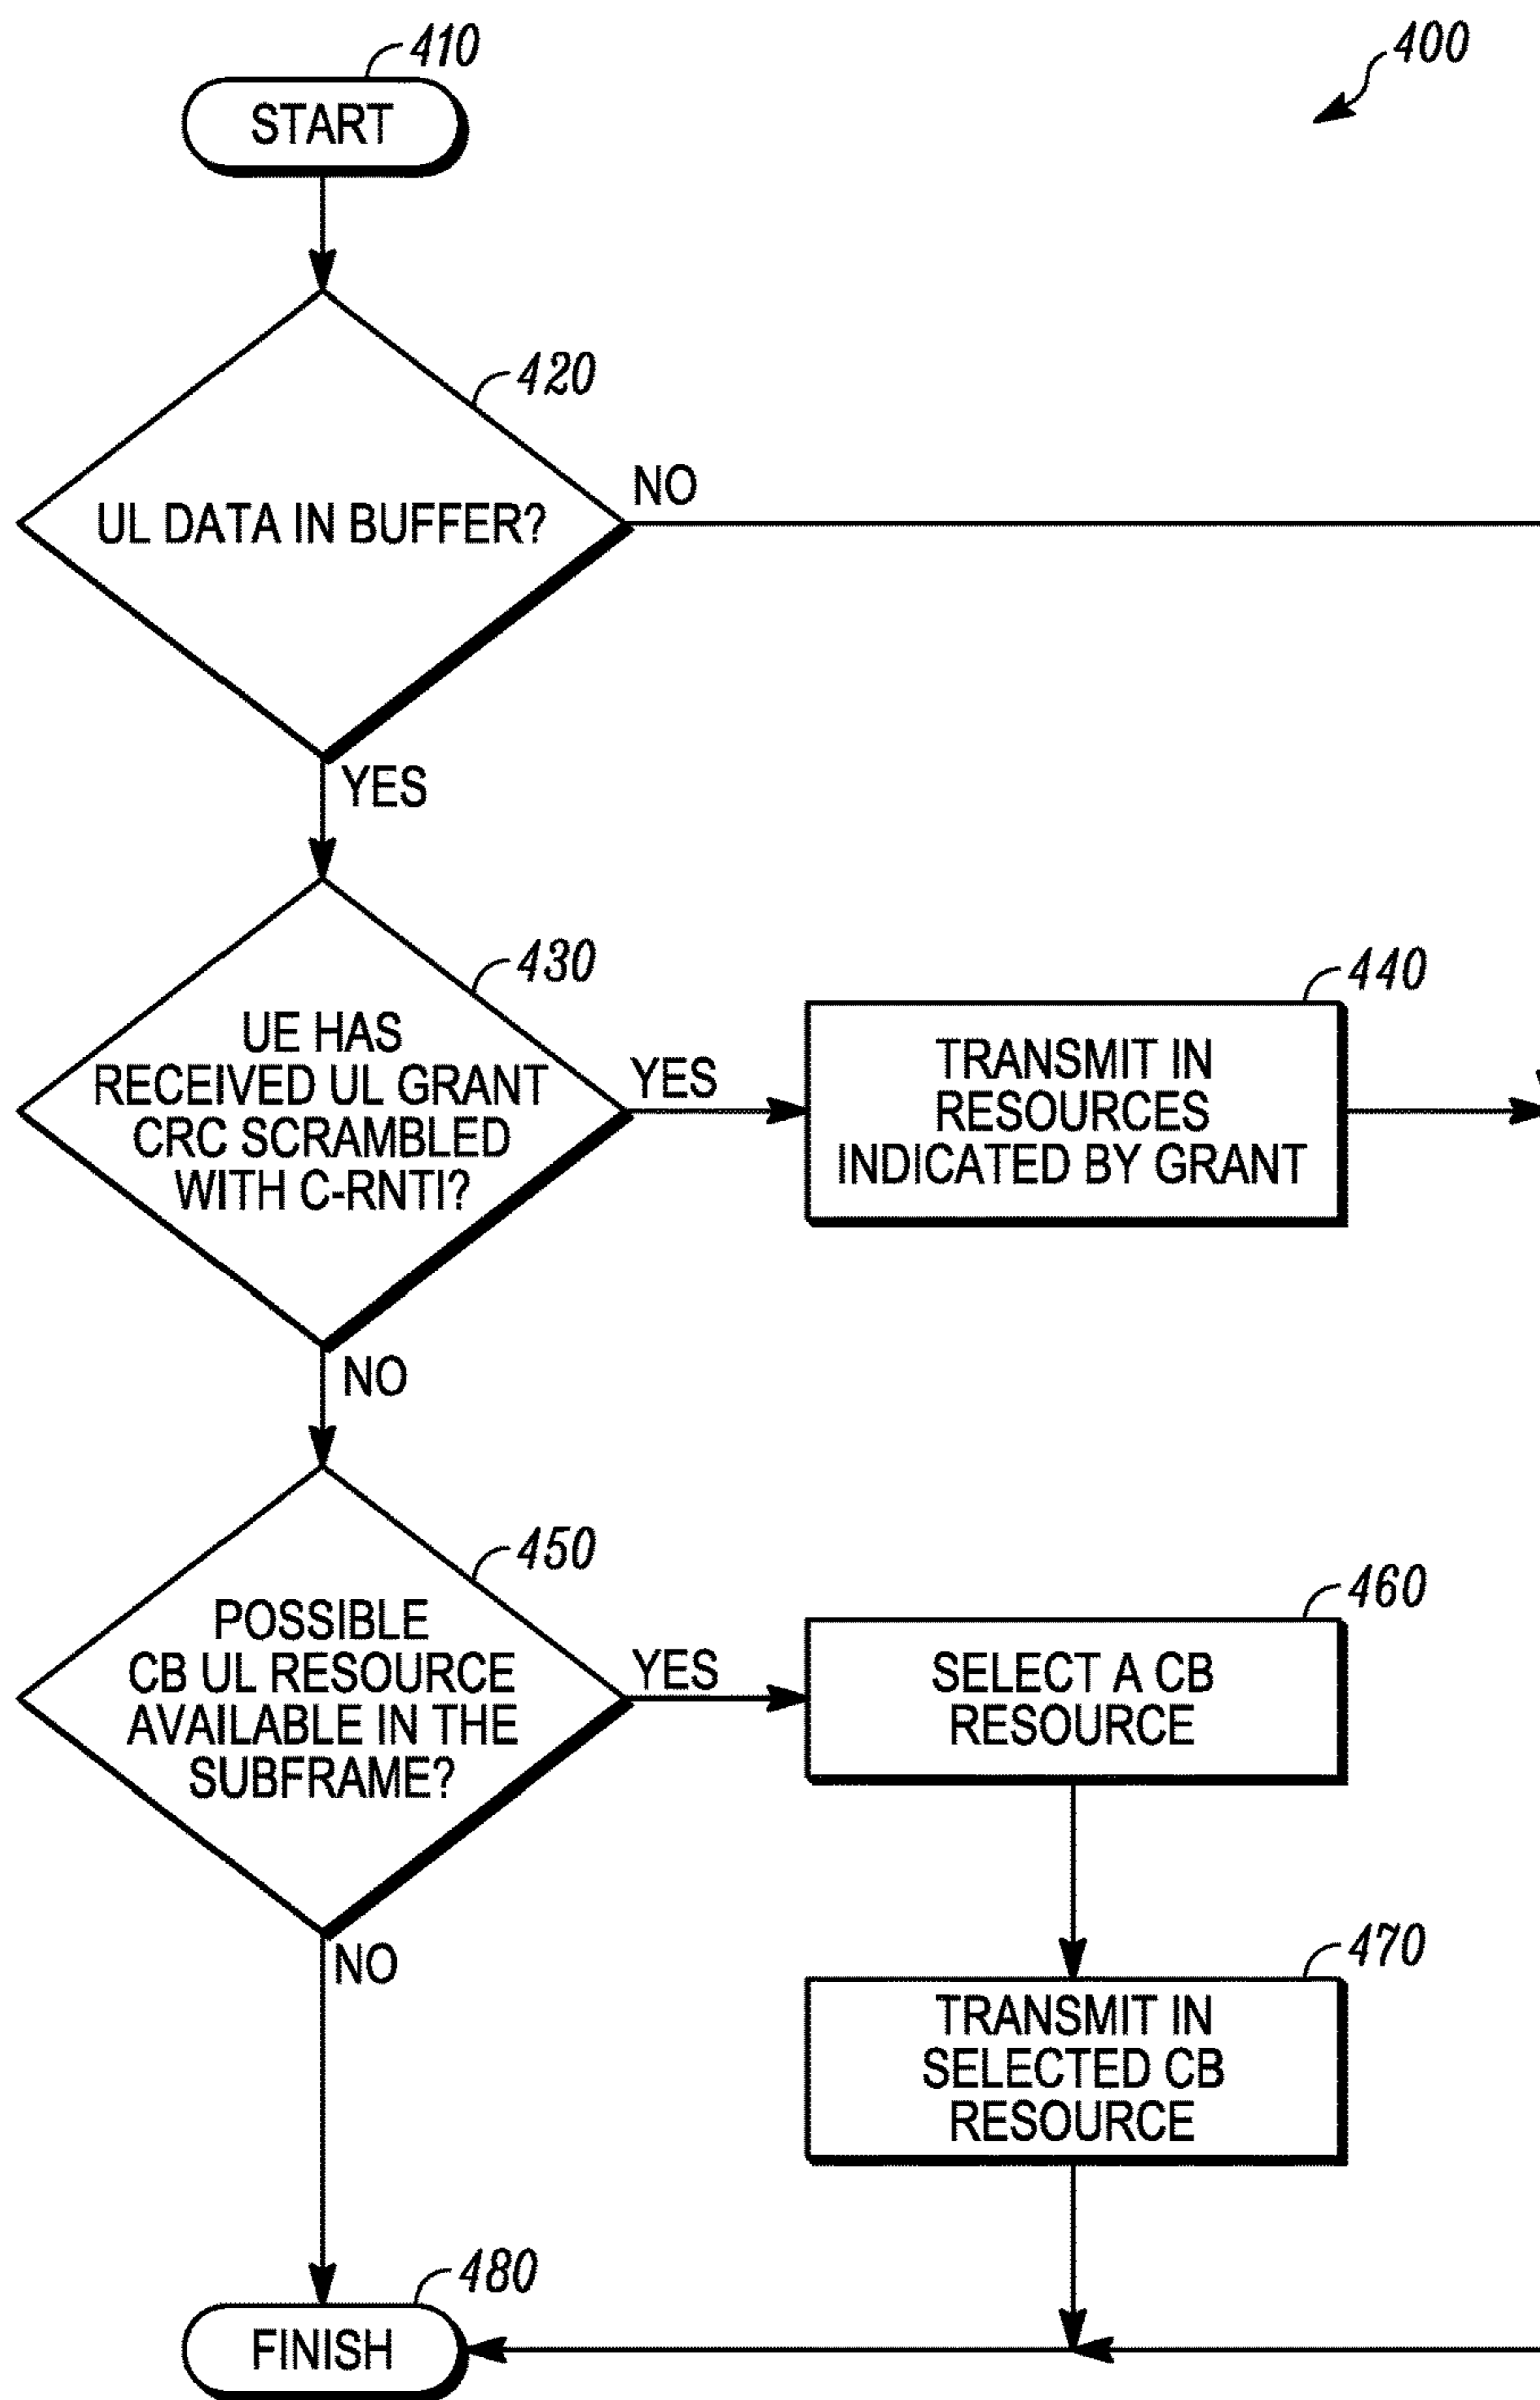 410
400
START
420
UL DATA IN BUFFER?
NO
YES
430
UE HAS
RECEIVED UL GRANT
CRC SCRAMBLED
WITH C-RNTI?
YES
440
TRANSMIT IN
RESOURCES
INDICATED BY GRANT
NO
450
POSSIBLE
CB UL RESOURCE
AVAILABLE IN THE
SUBFRAME?
YES
460
SELECT A CB
RESOURCE
NO
470
TRANSMIT IN
SELECTED CB
RESOURCE
480
FINISH